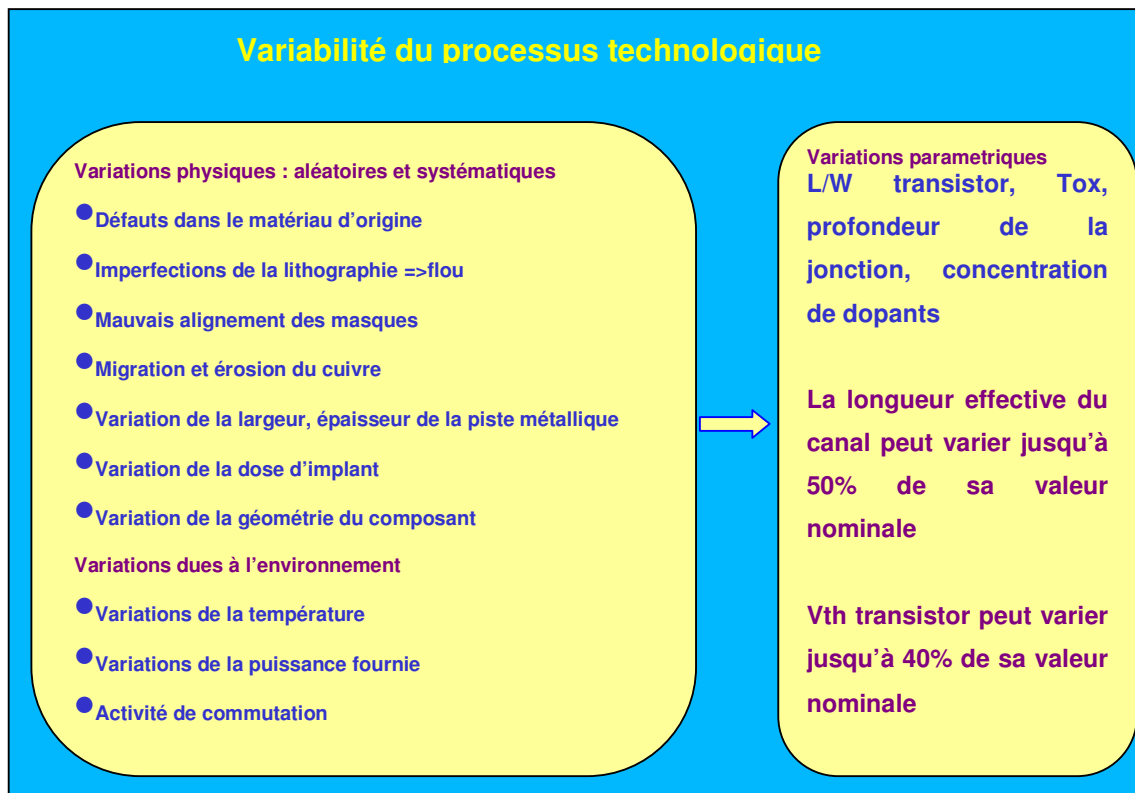 Variabilité du processus technologique
Variations physiques : aléatoires et systématiques
●Défauts dans le matériau d'origine
●Imperfections de la lithographie =>flou
●Mauvais alignement des masques
●Migration et érosion du cuivre
●Variation de la largeur, épaisseur de la piste métallique
●Variation de la dose d'implant
●Variation de la géométrie du composant
Variations dues à l'environnement
●Variations de la température
●Variations de la puissance fournie
●Activité de commutation
Variations parametriques
L/W transistor, Tox,
profondeur de la
jonction, concentration
de dopants
La longueur effective du
canal peut varier jusqu'à
50% de sa valeur
nominale
Vth transistor peut varier
jusqu'à 40% de sa valeur
nominale